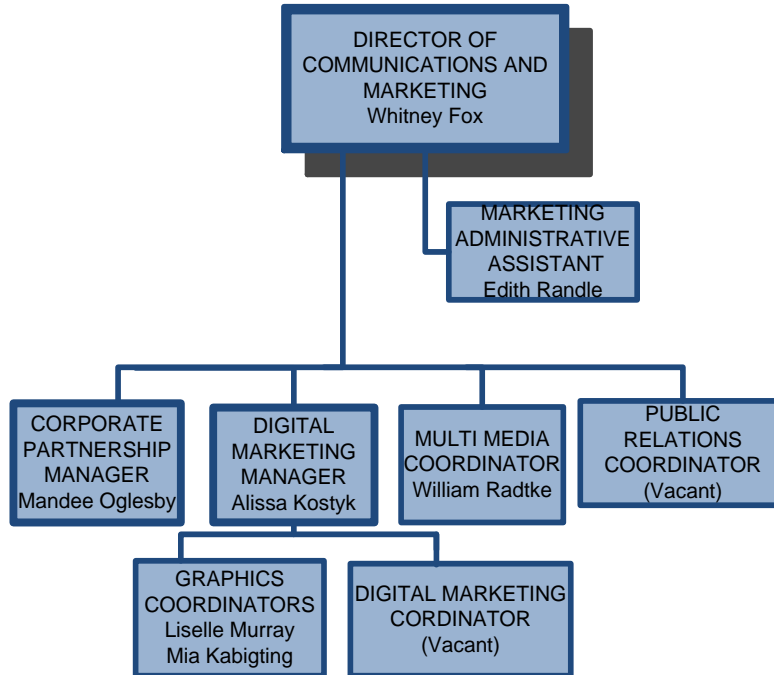 DIRECTOR OF
COMMUNICATIONS AND
MARKETING
Whitney Fox
MARKETING
ADMINISTRATIVE
ASSISTANT
Edith Randle
CORPORATE
PARTNERSHIP
MANAGER
Mandee Oglesby
DIGITAL
MARKETING
MANAGER
Alissa Kostyk
MULTI MEDIA
COORDINATOR
William Radtke
PUBLIC
RELATIONS
COORDINATOR
(Vacant)
GRAPHICS
COORDINATORS
Liselle Murray
Mia Kabigting
DIGITAL MARKETING
CORDINATOR
(Vacant)